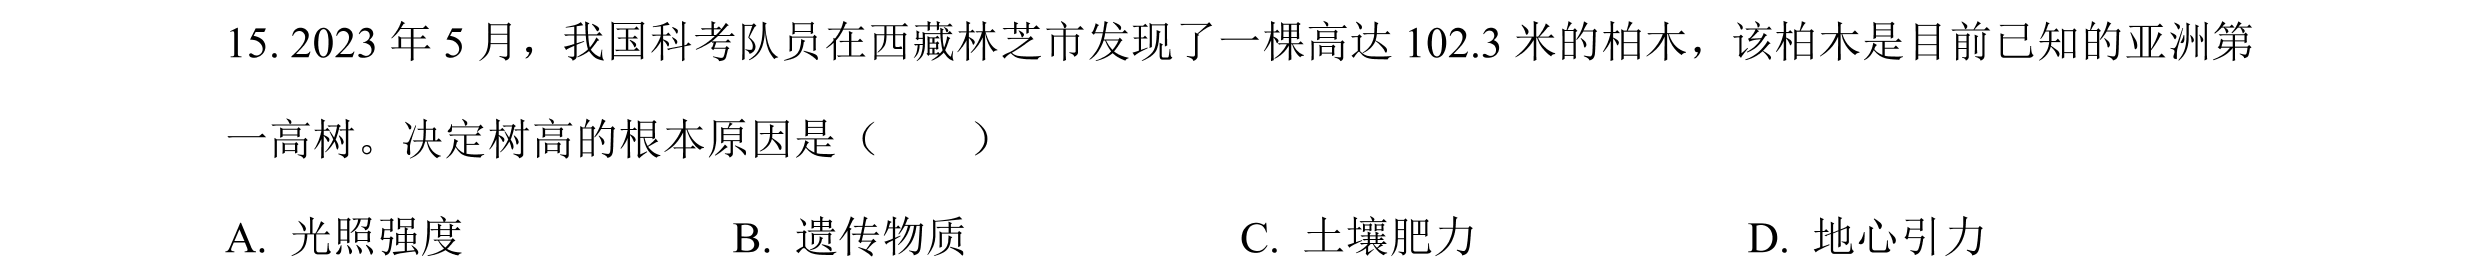 15. 2023 年 5 月，我国科考队员在西藏林芝市发现了一棵高达 102.3 米的柏木，该柏木是目前已知的亚洲第
一高树。决定树高的根本原因是（　　）
A. 光照强度　　B. 遗传物质　　C. 土壤肥力　　D. 地心引力